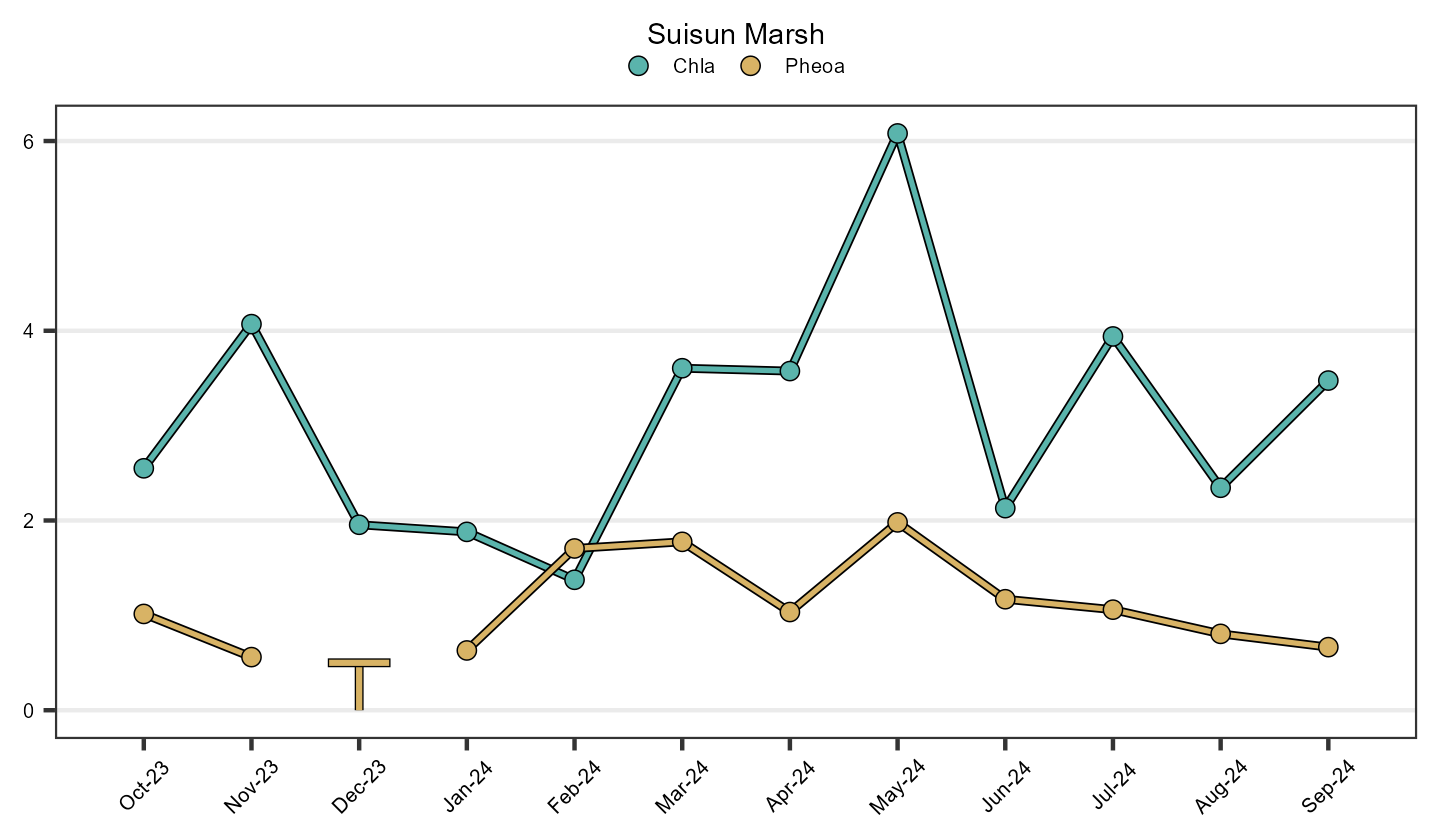 Suisun Marsh
Chla Pheoa
6
4
2
0
Oct-23 Nov-23 Dec-23 Jan-24 Feb-24 Mar-24 Apr-24 May-24 Jun-24 Jul-24 Aug-24 Sep-24